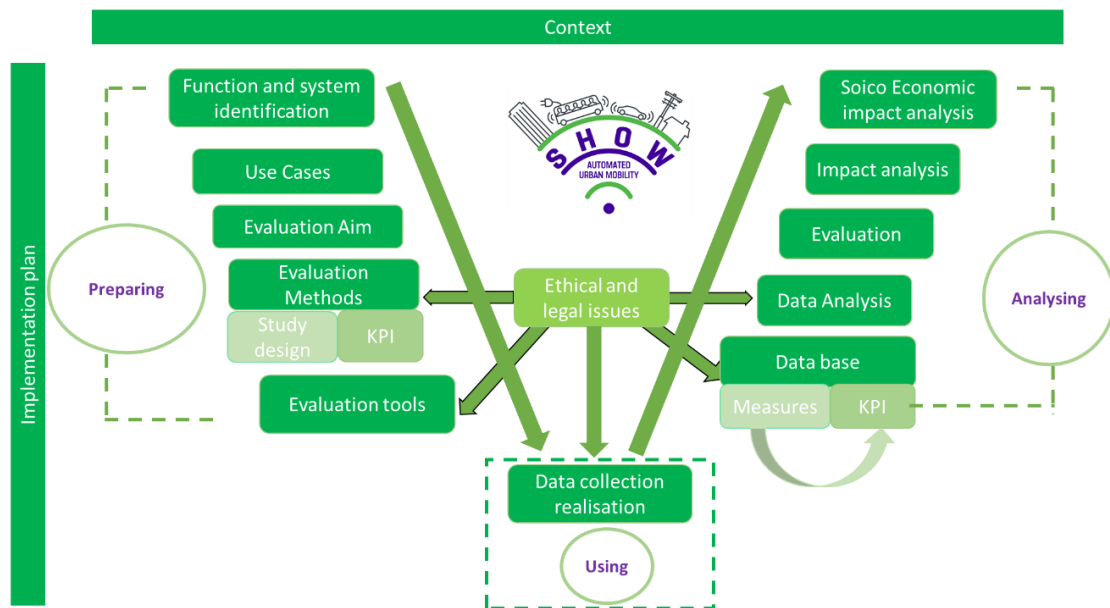 Context
Implementation plan
Function and system
identification
Use Cases
Evaluation Aim
Evaluation
Methods
Study
design
KPI
Evaluation tools
Preparing
SHOW
AUTOMATED
URBAN MOBILITY
Ethical and
legal issues
Data collection
realisation
Using
Soico Economic
impact analysis
Impact analysis
Evaluation
Data Analysis
Data base
Measures
KPI
Analysing